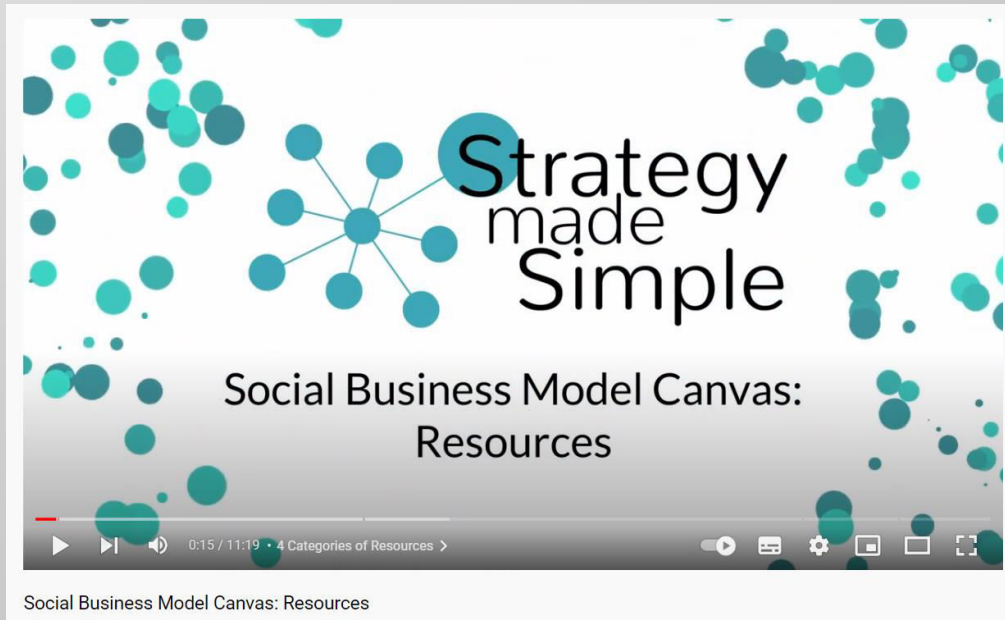 Strategy
made
Simple
Social Business Model Canvas:
Resources
0:15 / 11:19 • 4 Categories of Resources >
Social Business Model Canvas: Resources